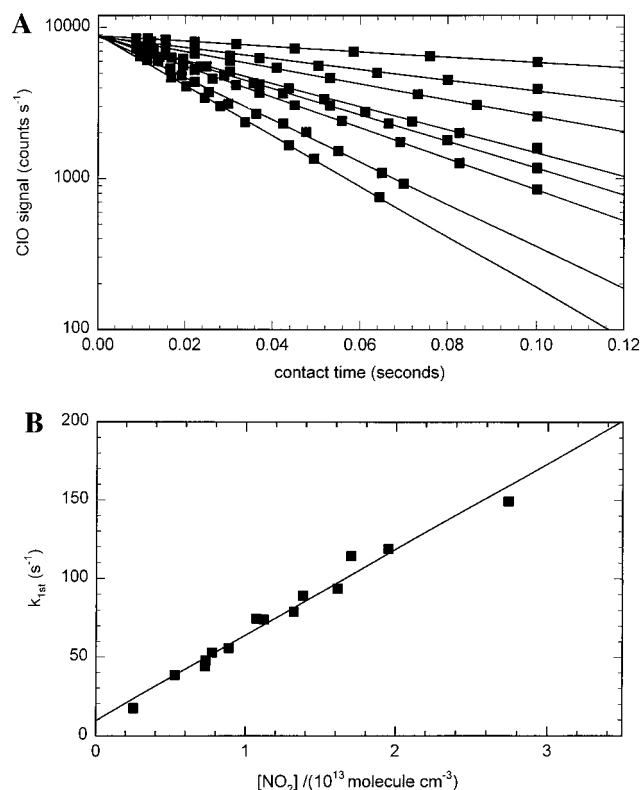 A
10000
1000
100
ClO signal (counts s⁻¹)
0.00 0.02 0.04 0.06 0.08 0.10 0.12
contact time (seconds)
B
200
150
100
50
0
k₁ₛₜ (s⁻¹)
0 1 2 3
[NO₂] /(10¹³ molecule cm⁻³)